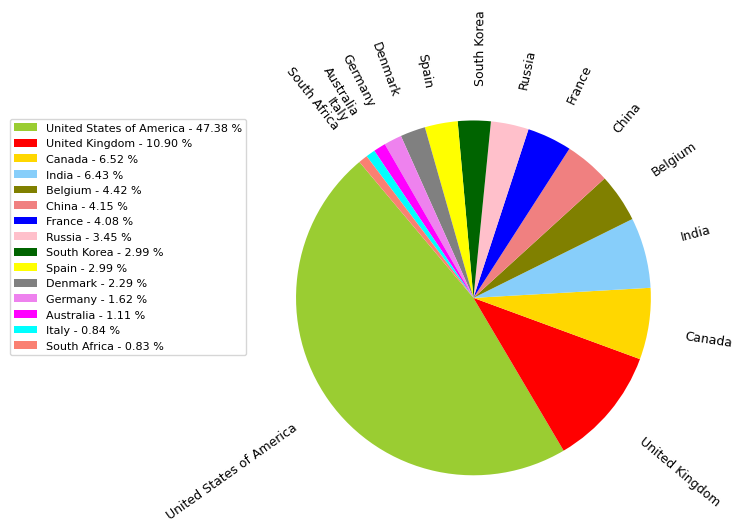 South Africa
Italy
Australia
Germany
Denmark
Spain
South Korea
Russia
France
China
Belgium
India
Canada
United Kingdom
United States of America
United States of America - 47.38 %
United Kingdom - 10.90 %
Canada - 6.52 %
India - 6.43 %
Belgium - 4.42 %
China - 4.15 %
France - 4.08 %
Russia - 3.45 %
South Korea - 2.99 %
Spain - 2.99 %
Denmark - 2.29 %
Germany - 1.62 %
Australia - 1.11 %
Italy - 0.84 %
South Africa - 0.83 %